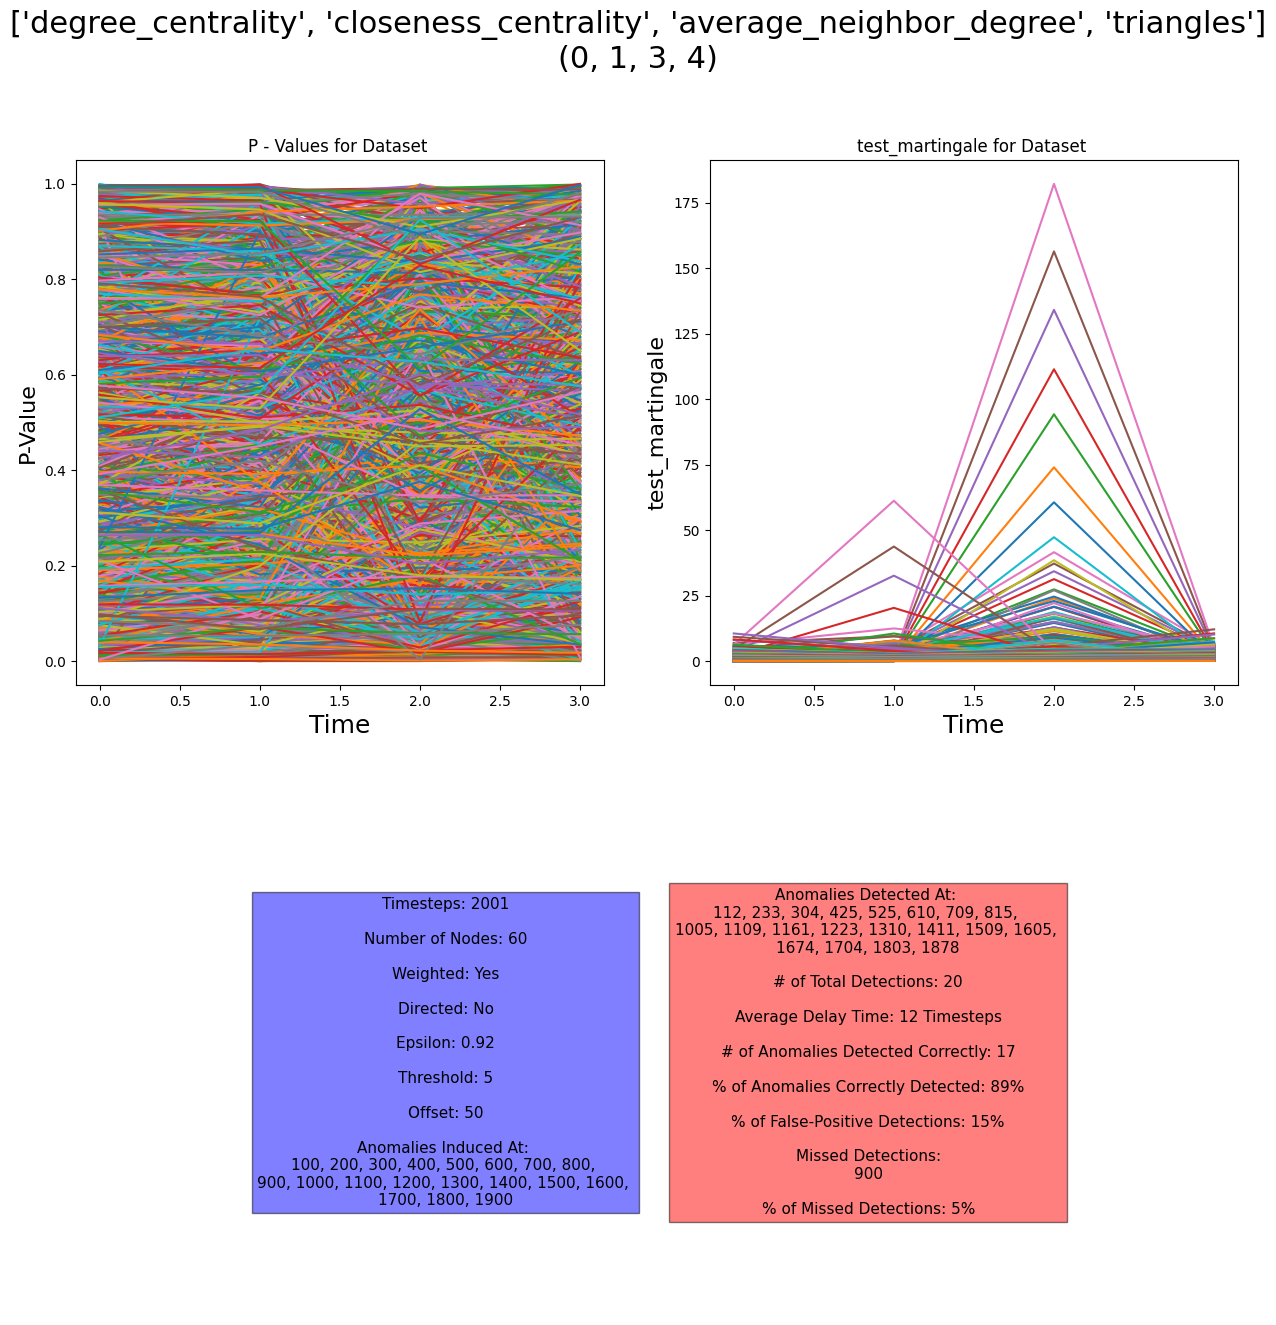 ['degree_centrality', 'closeness_centrality', 'average_neighbor_degree', 'triangles']
(0, 1, 3, 4)
P - Values for Dataset
1.0
0.8
0.6
0.4
0.2
0.0
P-Value
0.0 0.5 1.0 1.5 2.0 2.5 3.0
Time
test_martingale for Dataset
175
150
125
100
75
50
25
0
test_martingale
0.0 0.5 1.0 1.5 2.0 2.5 3.0
Time
Timesteps: 2001
Number of Nodes: 60
Weighted: Yes
Directed: No
Epsilon: 0.92
Threshold: 5
Offset: 50
Anomalies Induced At:
100, 200, 300, 400, 500, 600, 700, 800,
900, 1000, 1100, 1200, 1300, 1400, 1500, 1600,
1700, 1800, 1900
Anomalies Detected At:
112, 233, 304, 425, 525, 610, 709, 815,
1005, 1109, 1161, 1223, 1310, 1411, 1509, 1605,
1674, 1704, 1803, 1878
# of Total Detections: 20
Average Delay Time: 12 Timesteps
# of Anomalies Detected Correctly: 17
% of Anomalies Correctly Detected: 89%
% of False-Positive Detections: 15%
Missed Detections:
900
% of Missed Detections: 5%